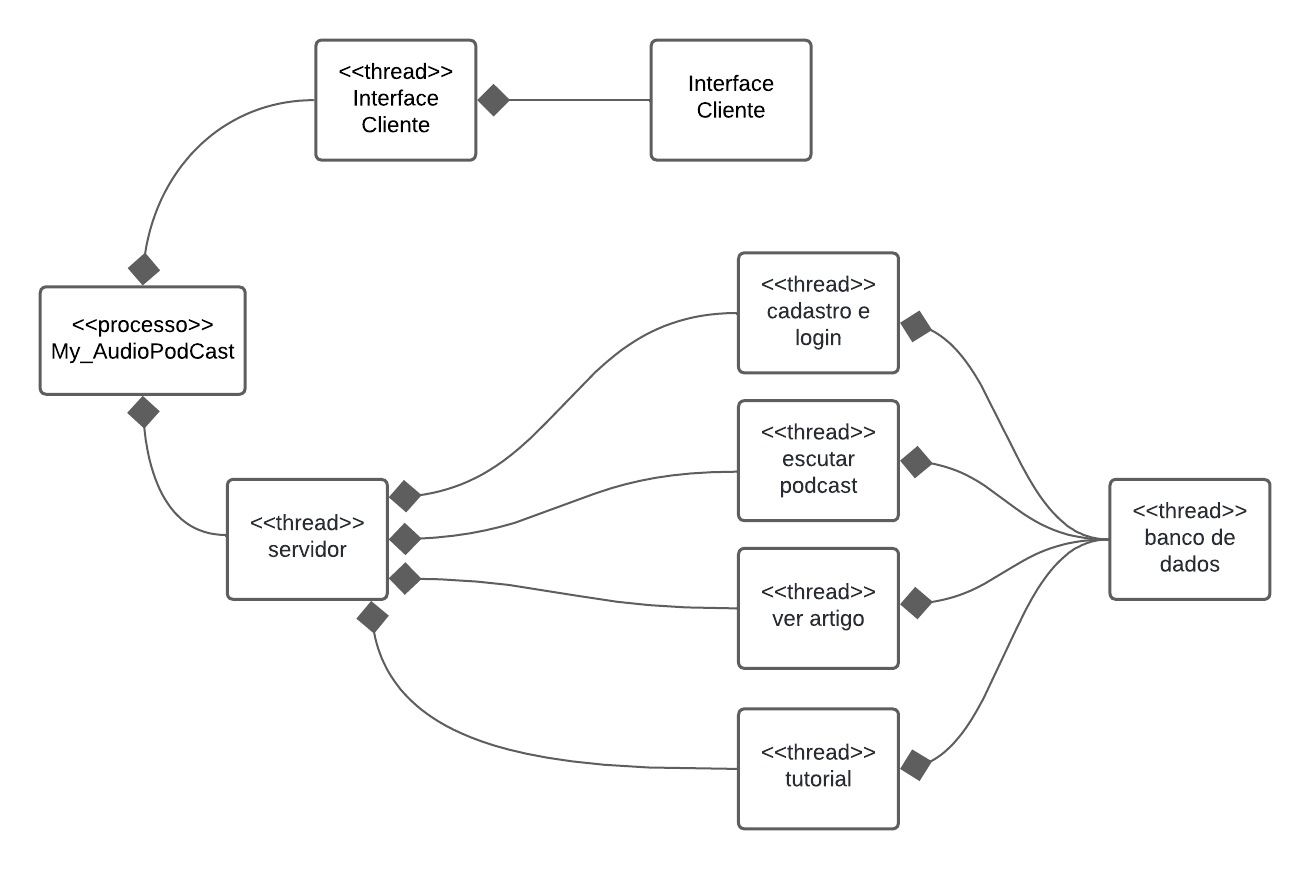 <<thread>>
Interface
Cliente
Interface
Cliente
<<processo>>
My_AudioPodCast
<<thread>>
servidor
<<thread>>
cadastro e
login
<<thread>>
escutar
podcast
<<thread>>
ver artigo
<<thread>>
tutorial
<<thread>>
banco de
dados